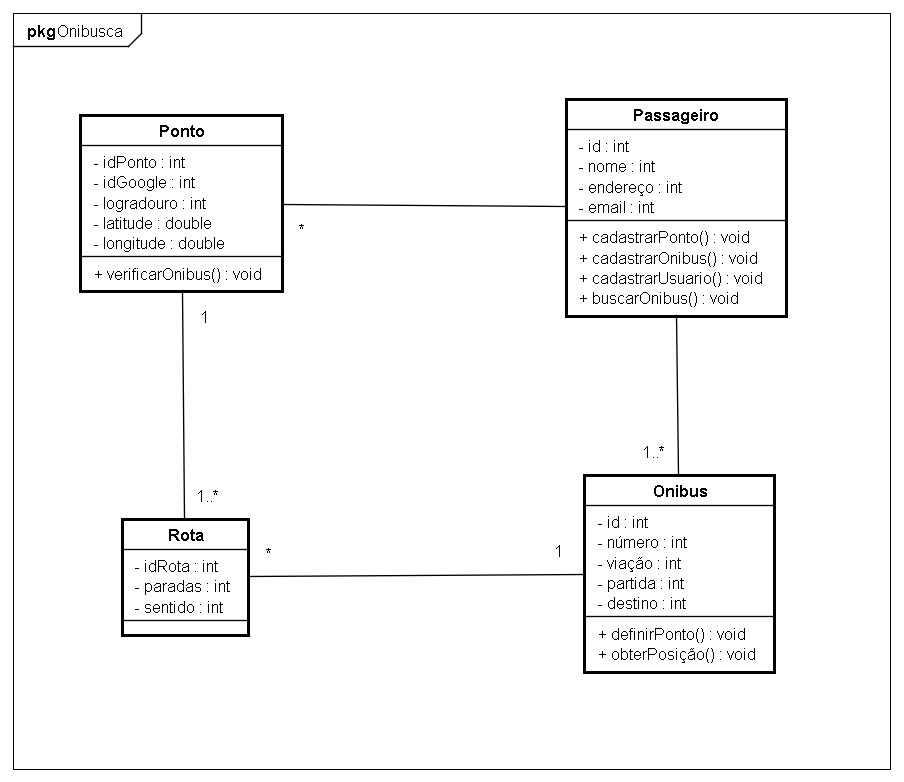 pkg Onibusca
Ponto
- idPonto : int
- idGoogle : int
- logradouro : int
- latitude : double
- longitude : double
+ verificarOnibus() : void
Passageiro
- id : int
- nome : int
- endereço : int
- email : int
+ cadastrarPonto() : void
+ cadastrarOnibus() : void
+ cadastrarUsuario() : void
+ buscarOnibus() : void
*
1
1..*
1..*
Rota
- idRota : int
- paradas : int
- sentido : int
*
1
Onibus
- id : int
- número : int
- viação : int
- partida : int
- destino : int
+ definirPonto() : void
+ obterPosição() : void